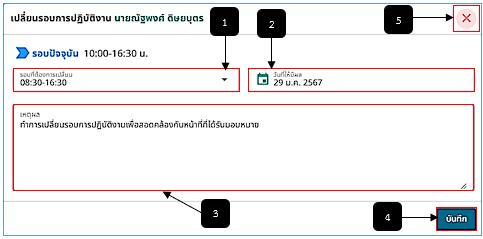 เปลี่ยนรอบการปฏิบัติงาน นายณัฐพงศ์ ดิษยบุตร
1
2
5
รอบปัจจุบัน 10:00-16:30 น.
รอบที่ต้องการเปลี่ยน
08:30-16:30
วันที่ให้มีผล
29 ม.ค. 2567
เหตุผล
ทำการเปลี่ยนรอบการปฏิบัติงานเพื่อสอดคล้องกับหน้าที่ที่ได้รับมอบหมาย
3
4
บันทึก